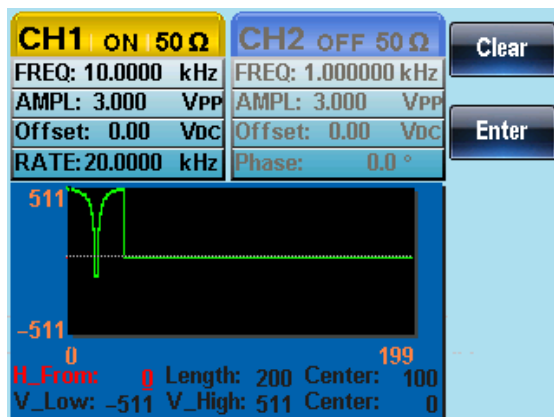 CH1 ON 50 Ω
FREQ: 10.0000 kHz
AMPL: 3.000 VPP
Offset: 0.00 VDC
RATE: 20.0000 kHz
CH2 OFF 50 Ω
FREQ: 1.000000 kHz
AMPL: 3.000 VPP
Offset: 0.00 VDC
Phase: 0.0 °
Clear
Enter
511
-511
0 199
H_From: 0 Length: 200 Center: 100
V_Low: -511 V_High: 511 Center: 0